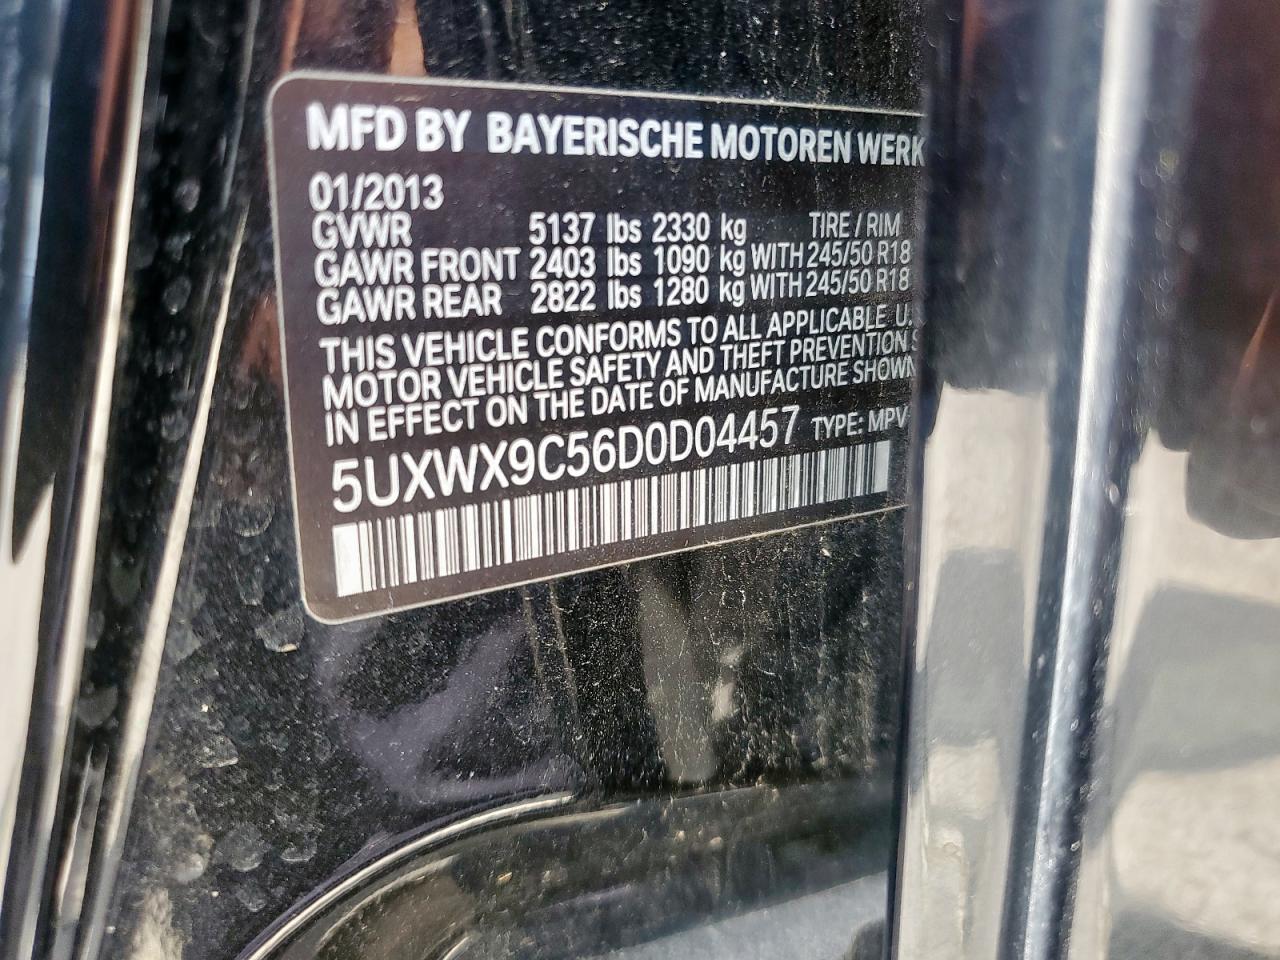 MFD BY BAYERISCHE MOTOREN WERK
01/2013
GVWR 5137 lbs 2330 kg TIRE / RIM
GAWR FRONT 2403 lbs 1090 kg WITH 245/50 R18
GAWR REAR 2822 lbs 1280 kg WITH 245/50 R18
THIS VEHICLE CONFORMS TO ALL APPLICABLE U.
MOTOR VEHICLE SAFETY AND THEFT PREVENTION S
IN EFFECT ON THE DATE OF MANUFACTURE SHOWN
5UXWX9C56D0D04457 TYPE: MPV